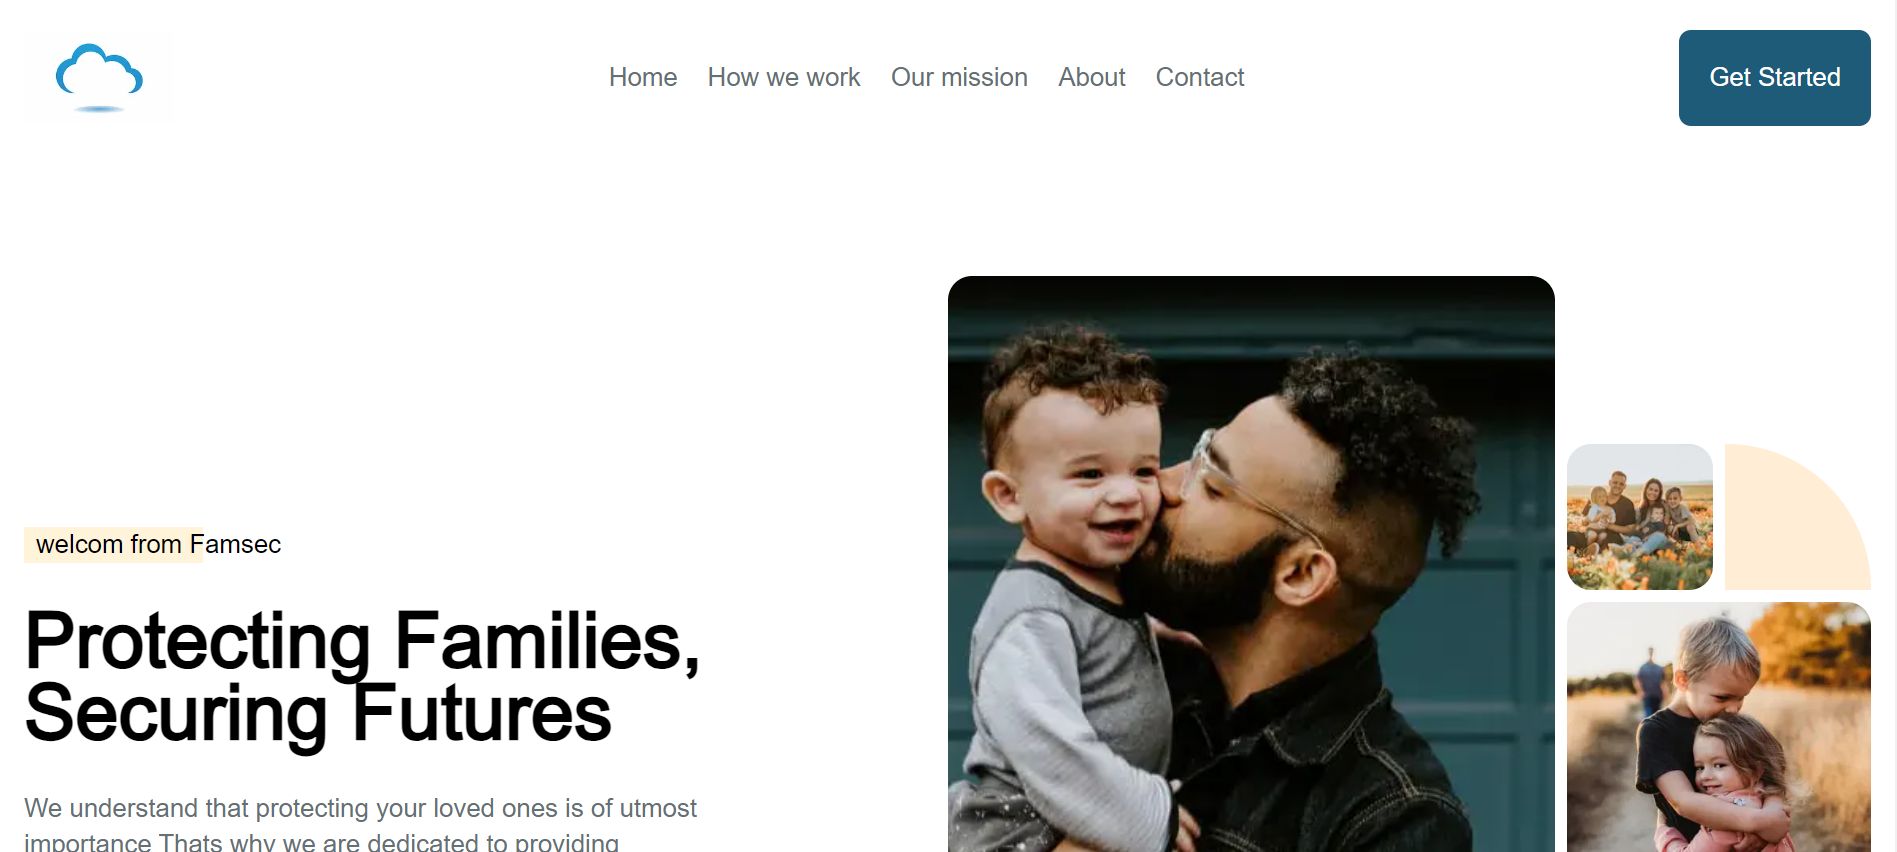 Home
How we work
Our mission
About
Contact
Get Started
welcom from Famsec
Protecting Families,
Securing Futures
We understand that protecting your loved ones is of utmost
importance Thats why we are dedicated to providing